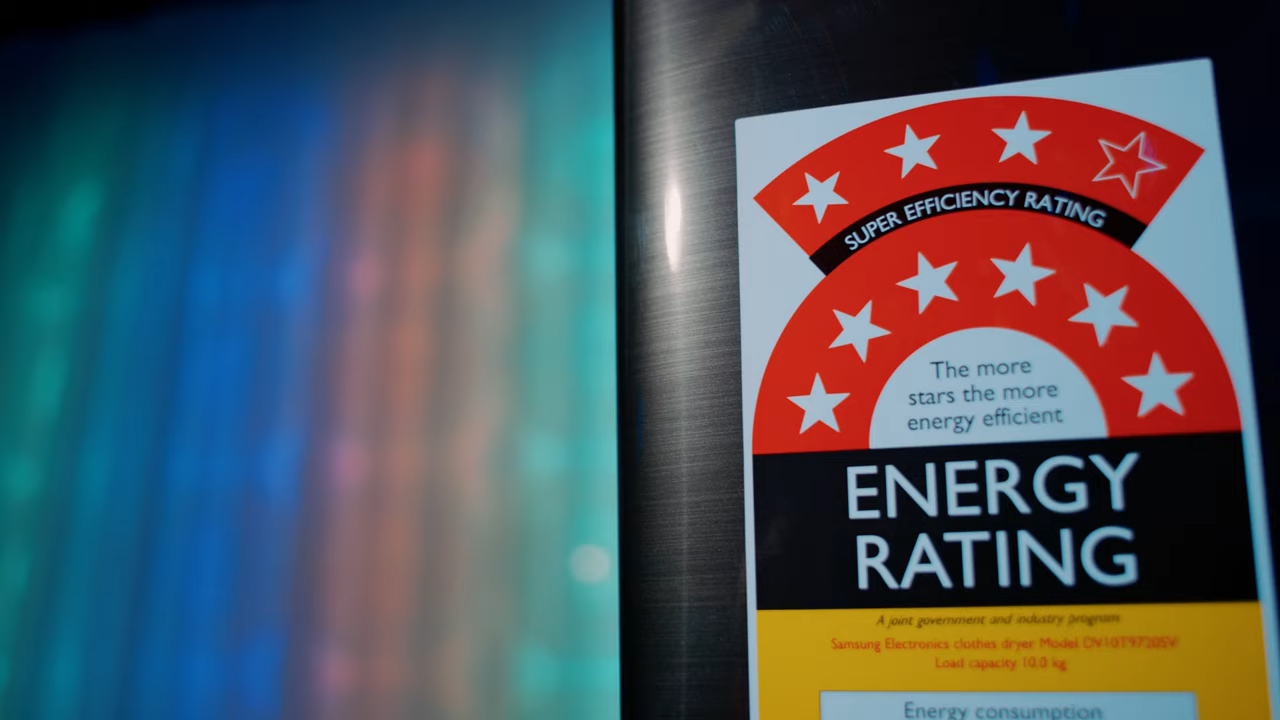 SUPER EFFICIENCY RATING
The more
stars the more
energy efficient
ENERGY
RATING
A joint government and industry program
Samsung Electronics clothes dryer Model DV10T9720SV
Load capacity 10.0 kg
Energy consumption